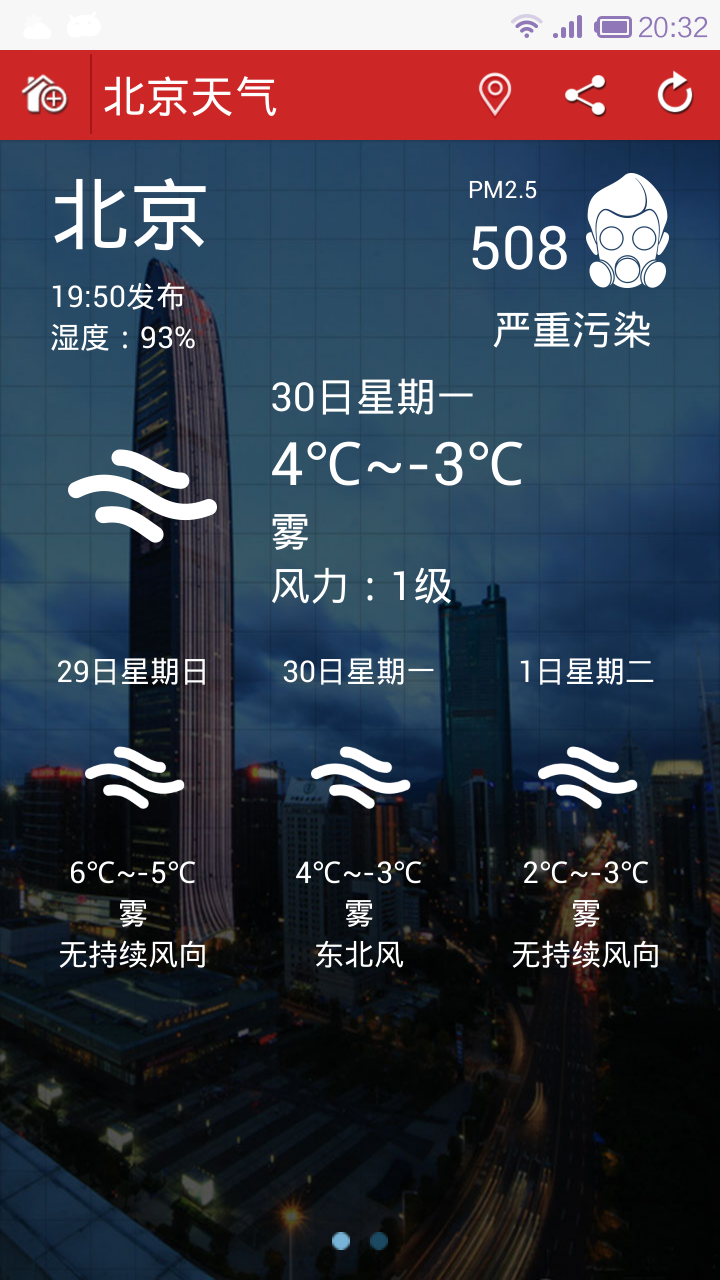 20:32
北京天气
北京
19:50发布
湿度：93%
PM2.5
508
严重污染
30日星期一
4℃~-3℃
雾
风力：1级
29日星期日
30日星期一
1日星期二
6℃~-5℃
4℃~-3℃
2℃~-3℃
雾
雾
雾
无持续风向
东北风
无持续风向